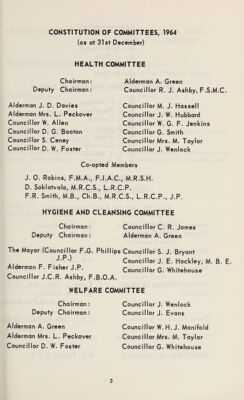 CONSTITUTION OF COMMITTEES, 1964
(as at 31st December)
HEALTH COMMITTEE
Chairman: Alderman A. Green
Deputy Chairman: Councillor R. J. Ashby, F.S.M.C.
Alderman J. D. Davies Councillor M. J. Hassell
Alderman Mrs. L. Peckover Councillor J. W. Hubbard
Councillor W. Allen Councillor W. G. F. Jenkins
Councillor D. G. Boaton Councillor G. Smith
Councillor S. Ceney Councillor Mrs. M. Taylor
Councillor D. W. Foster Councillor J. Wenlock
Co-opted Members
J. O. Robins, F.M.A., F.I.A.C., M.R.S.H.
D. Saklatvala, M.R.C.S., L.R.C.P.
F.R. Smith, M.B., Ch.B., M.R.C.S., L.R.C.P., J.P.
HYGIENE AND CLEANSING COMMITTEE
Chairman: Councillor C. R. James
Deputy Chairman: Alderman A. Green
The Mayor (Councillor F.G. Phillips J.P.) Councillor S. J. Bryant
Councillor J. E. Hockley, M. B. E.
Alderman F. Fisher J.P. Councillor G. Whitehouse
Councillor J.C.R. Ashby, F.B.O.A.
WELFARE COMMITTEE
Chairman: Councillor J. Wenlock
Deputy Chairman: Councillor J. Evans
Alderman A. Green Councillor W. H. J. Manifold
Alderman Mrs. L. Peckover Councillor Mrs. M. Taylor
Councillor D. W. Foster Councillor G. Whitehouse
3